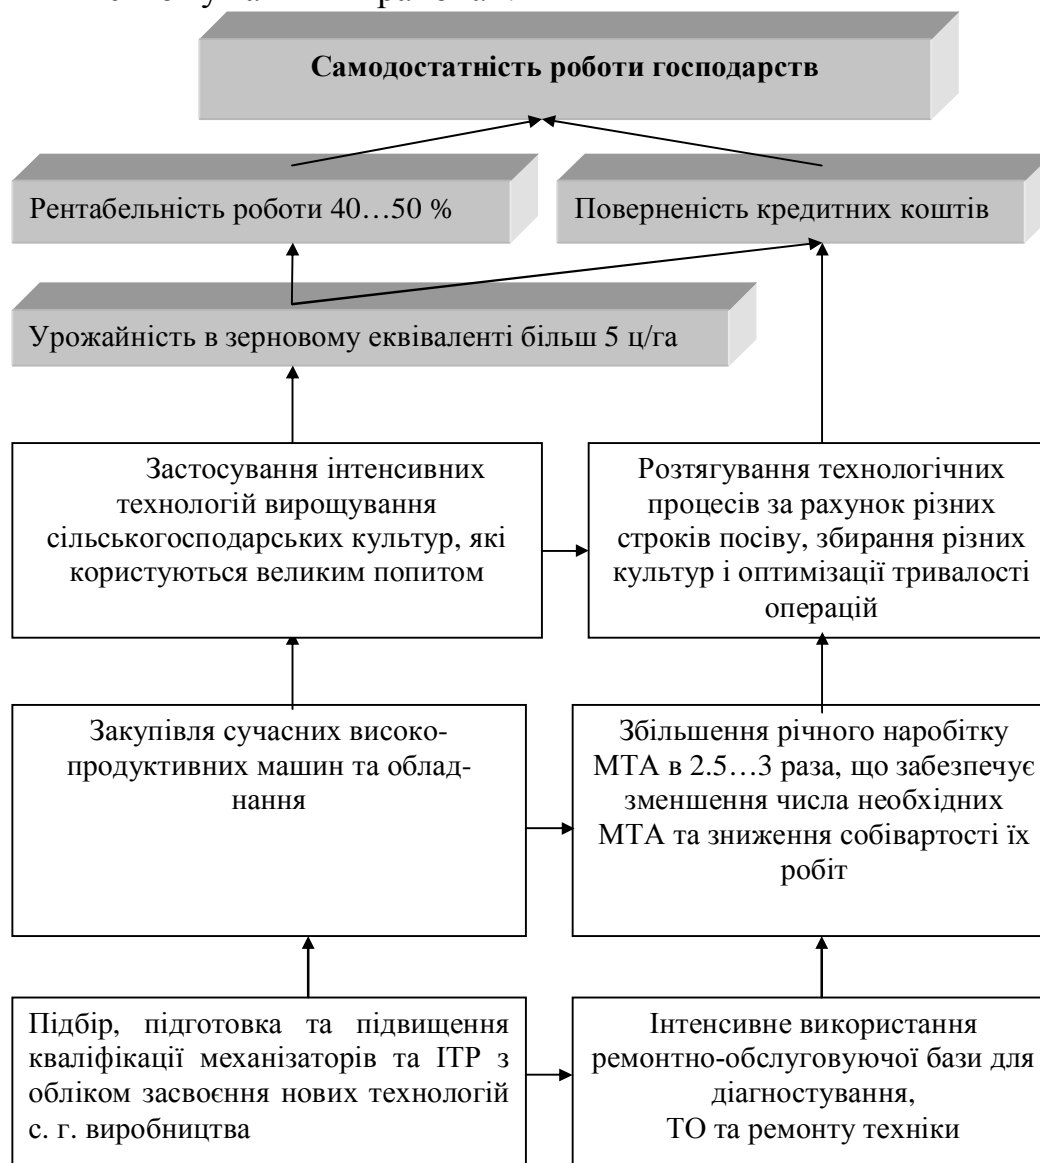 Самодостатність роботи господарств
Рентабельність роботи 40…50 %
Поверненість кредитних коштів
Урожайність в зерновому еквіваленті більш 5 ц/га
Застосування інтенсивних
технологій вирощування
сільськогосподарських культур, які
користуються великим попитом
Розтягування технологічних
процесів за рахунок різних
строків посіву, збирання різних
культур і оптимізації тривалості
операцій
Закупівля сучасних високо-
продуктивних машин та облад-
нання
Збільшення річного наробітку
МТА в 2.5…3 раза, що забезпечує
зменшення числа необхідних
МТА та зниження собівартості їх
робіт
Підбір, підготовка та підвищення
кваліфікації механізаторів та ІТР з
обліком засвоєння нових технологій
с. г. виробництва
Інтенсивне використання
ремонтно-обслуговуючої бази для
діагностування,
ТО та ремонту техніки